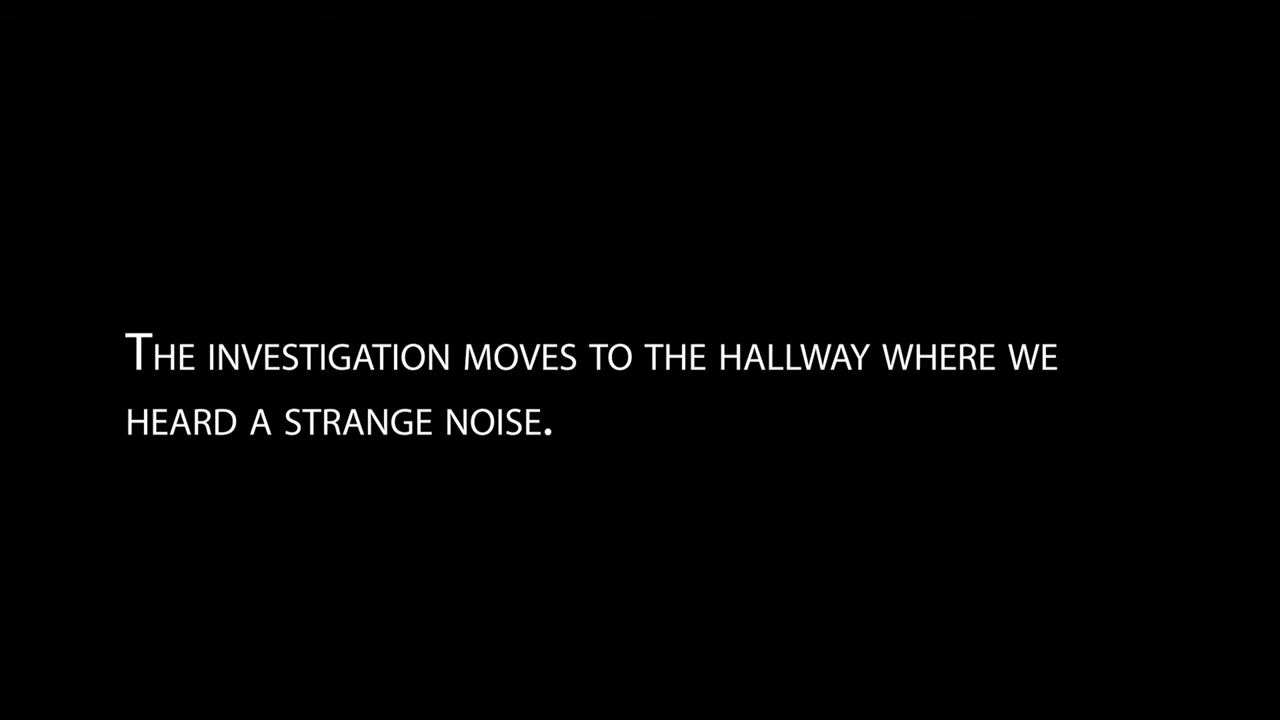 The investigation moves to the hallway where we
heard a strange noise.